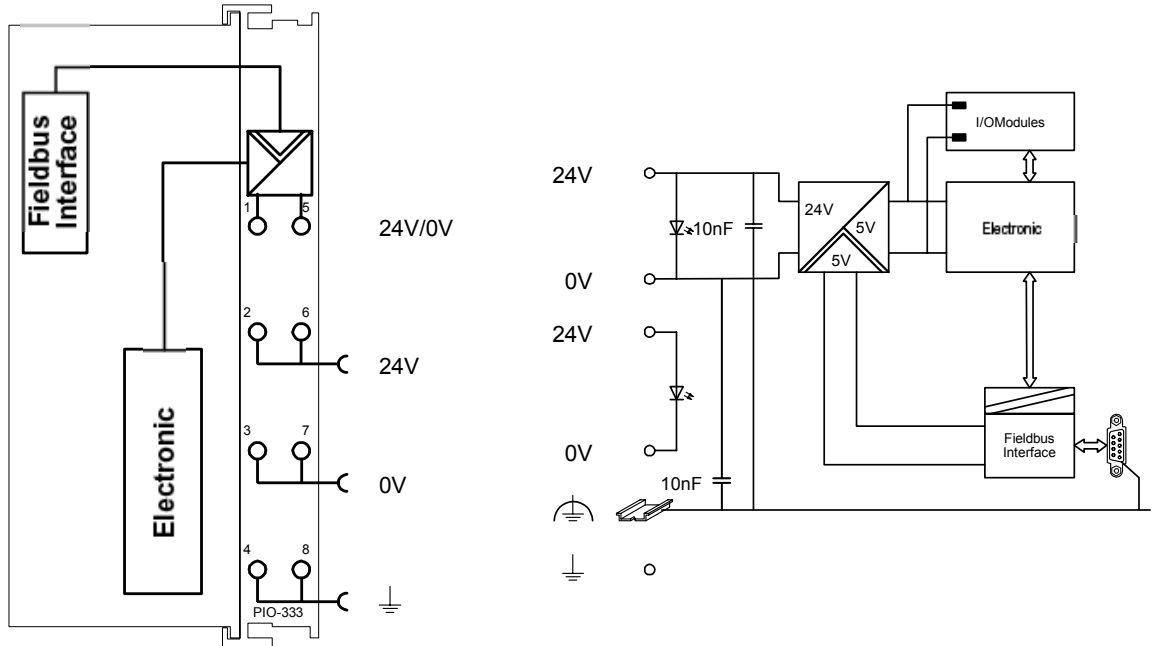 Fieldbus
Interface
1
5
24V/0V
2
6
24V
3
7
0V
4
8
PIO-333
Electronic
24V
0V
24V
0V
10nF
10nF
24V
5V
5V
I/OModules
Electronic
Fieldbus
Interface